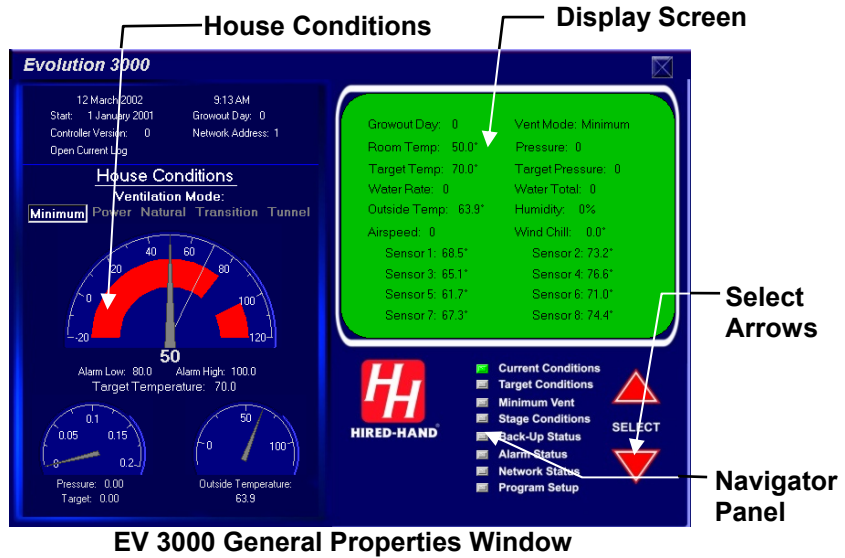 House Conditions
Display Screen
Evolution 3000
12 March 2002 9:13 AM
Start: 1 January 2001 Growout Day: 0
Controller Version: 0 Network Address: 1
Open Current Log
House Conditions
Ventilation Mode:
Minimum Power Natural Transition Tunnel
-20 0 20 40 60 80 100 120
50
Alarm Low: 80.0 Alarm High: 100.0
Target Temperature: 70.0
0 0.05 0.1 0.15 0.2
Pressure: 0.00
Target: 0.00
0 50 100
Outside Temperature:
63.9
Growout Day: 0 Vent Mode: Minimum
Room Temp: 50.0° Pressure: 0
Target Temp: 70.0° Target Pressure: 0
Water Rate: 0 Water Total: 0
Outside Temp: 63.9° Humidity: 0%
Airspeed: 0 Wind Chill: 0.0°
Sensor 1: 68.5° Sensor 2: 73.2°
Sensor 3: 65.1° Sensor 4: 76.6°
Sensor 5: 61.7° Sensor 6: 71.0°
Sensor 7: 67.3° Sensor 8: 74.4°
HH
HIRED-HAND®
Current Conditions
Target Conditions
Minimum Vent
Stage Conditions
Back-Up Status
Alarm Status
Network Status
Program Setup
SELECT
Select
Arrows
Navigator
Panel
EV 3000 General Properties Window